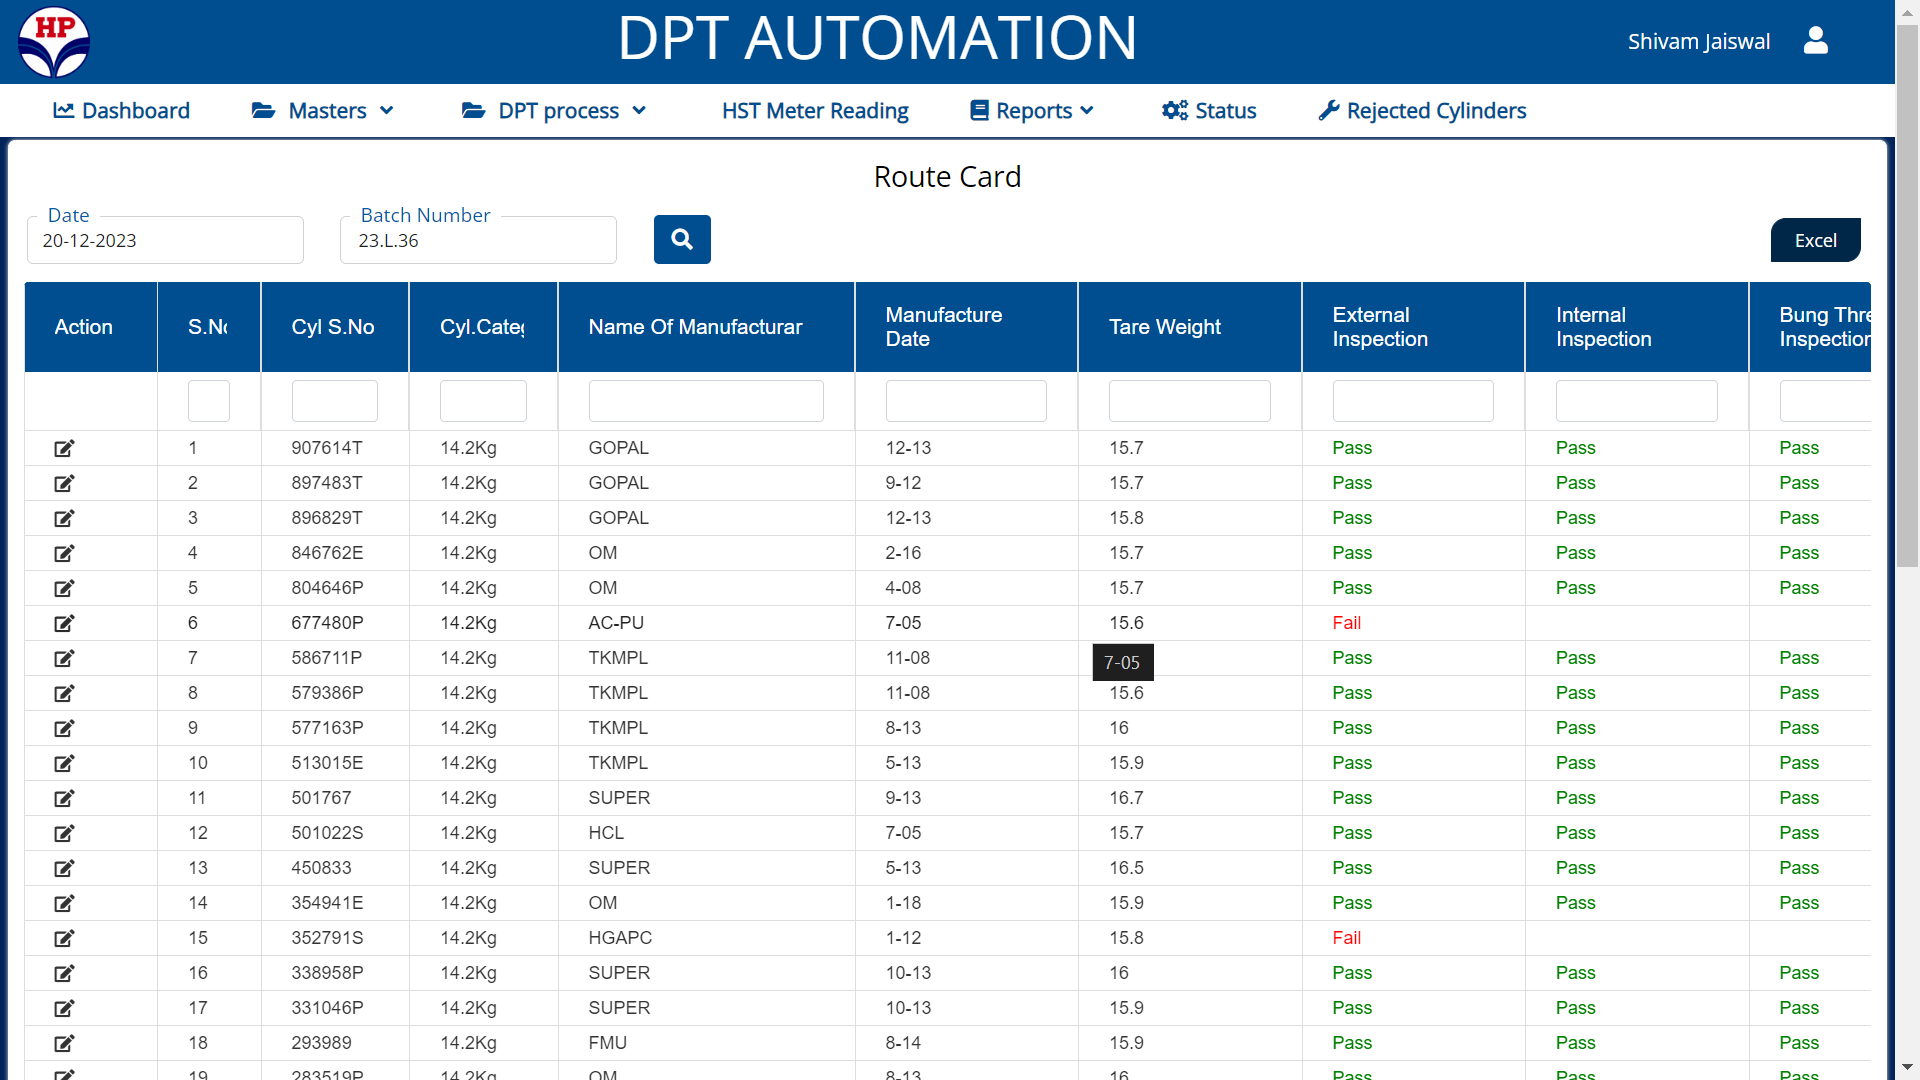 HP
DPT AUTOMATION
Shivam Jaiswal
Dashboard Masters DPT process HST Meter Reading Reports Status Rejected Cylinders
Route Card
Date
20-12-2023
Batch Number
23.L.36
Excel
Action S.No Cyl S.No Cyl.Categ Name Of Manufacturar Manufacture Date Tare Weight External Inspection Internal Inspection Bung Thre Inspection
1 907614T 14.2Kg GOPAL 12-13 15.7 Pass Pass Pass
2 897483T 14.2Kg GOPAL 9-12 15.7 Pass Pass Pass
3 896829T 14.2Kg GOPAL 12-13 15.8 Pass Pass Pass
4 846762E 14.2Kg OM 2-16 15.7 Pass Pass Pass
5 804646P 14.2Kg OM 4-08 15.7 Pass Pass Pass
6 677480P 14.2Kg AC-PU 7-05 15.6 Fail
7 586711P 14.2Kg TKMPL 11-08 7-05 Pass Pass Pass
8 579386P 14.2Kg TKMPL 11-08 15.6 Pass Pass Pass
9 577163P 14.2Kg TKMPL 8-13 16 Pass Pass Pass
10 513015E 14.2Kg TKMPL 5-13 15.9 Pass Pass Pass
11 501767 14.2Kg SUPER 9-13 16.7 Pass Pass Pass
12 501022S 14.2Kg HCL 7-05 15.7 Pass Pass Pass
13 450833 14.2Kg SUPER 5-13 16.5 Pass Pass Pass
14 354941E 14.2Kg OM 1-18 15.9 Pass Pass Pass
15 352791S 14.2Kg HGAPC 1-12 15.8 Fail
16 338958P 14.2Kg SUPER 10-13 16 Pass Pass Pass
17 331046P 14.2Kg SUPER 10-13 15.9 Pass Pass Pass
18 293989 14.2Kg FMU 8-14 15.9 Pass Pass Pass
19 283519P 14.2Kg OM 8-13 16 Pass Pass Pass